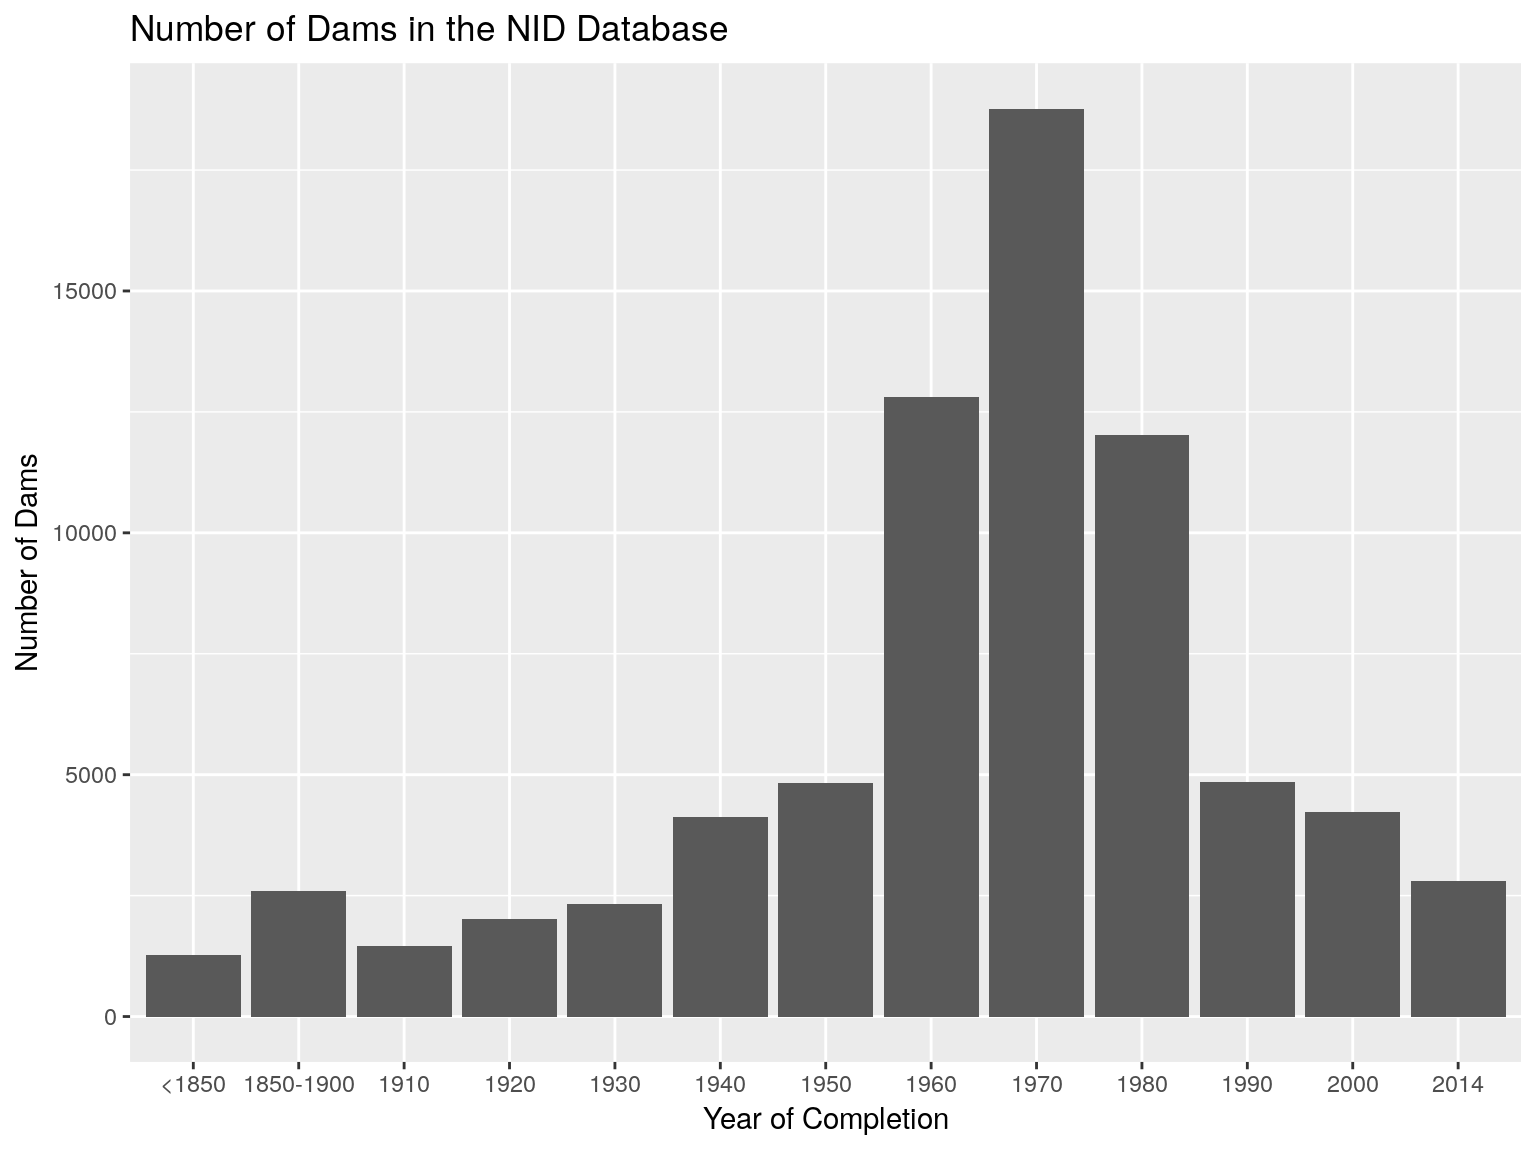 Number of Dams in the NID Database
Number of Dams
15000
10000
5000
0
<1850 1850-1900 1910 1920 1930 1940 1950 1960 1970 1980 1990 2000 2014
Year of Completion